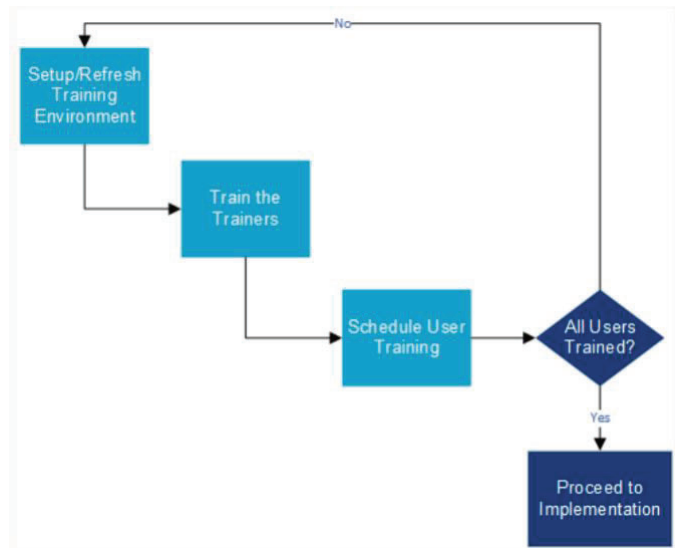 No
Setup/Refresh
Training
Environment
Train the
Trainers
Schedule User
Training
All Users
Trained?
Yes
Proceed to
Implementation